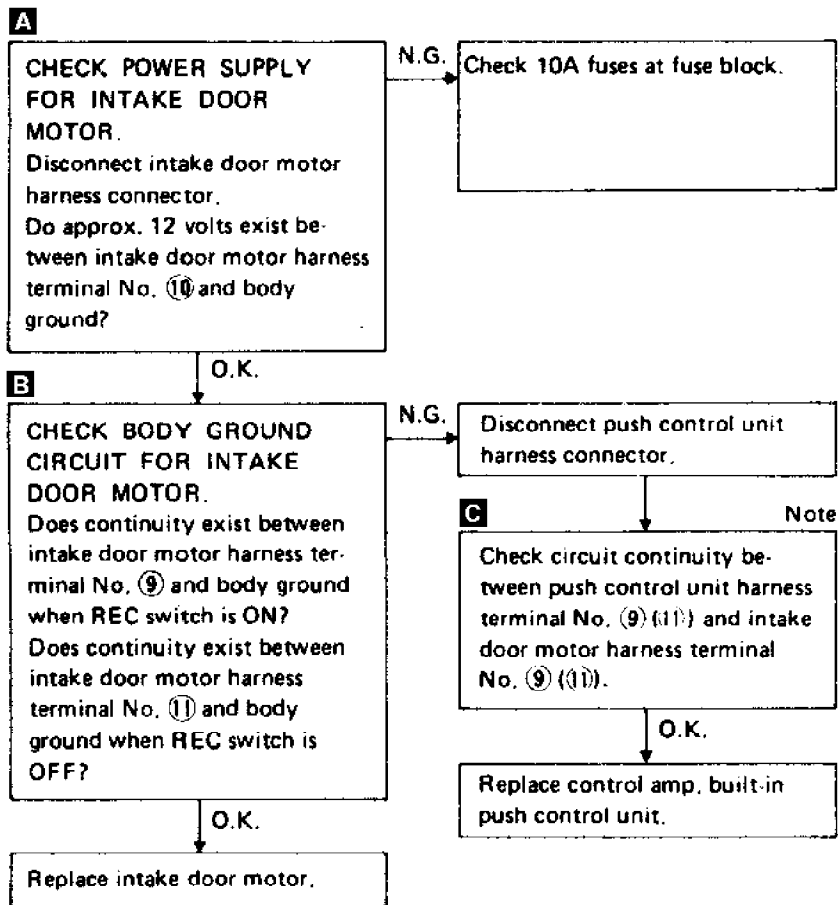 A
CHECK POWER SUPPLY
FOR INTAKE DOOR
MOTOR.
Disconnect intake door motor
harness connector.
Do approx. 12 volts exist be-
tween intake door motor harness
terminal No. ⑩ and body
ground?
N.G.
Check 10A fuses at fuse block.
O.K.
B
CHECK BODY GROUND
CIRCUIT FOR INTAKE
DOOR MOTOR.
Does continuity exist between
intake door motor harness ter-
minal No. ⑨ and body ground
when REC switch is ON?
Does continuity exist between
intake door motor harness
terminal No. ⑪ and body
ground when REC switch is
OFF?
N.G.
Disconnect push control unit
harness connector.
C
Note
Check circuit continuity be-
tween push control unit harness
terminal No. ⑨ (⑪) and intake
door motor harness terminal
No. ⑨ (⑪).
O.K.
Replace control amp. built-in
push control unit.
O.K.
Replace intake door motor.